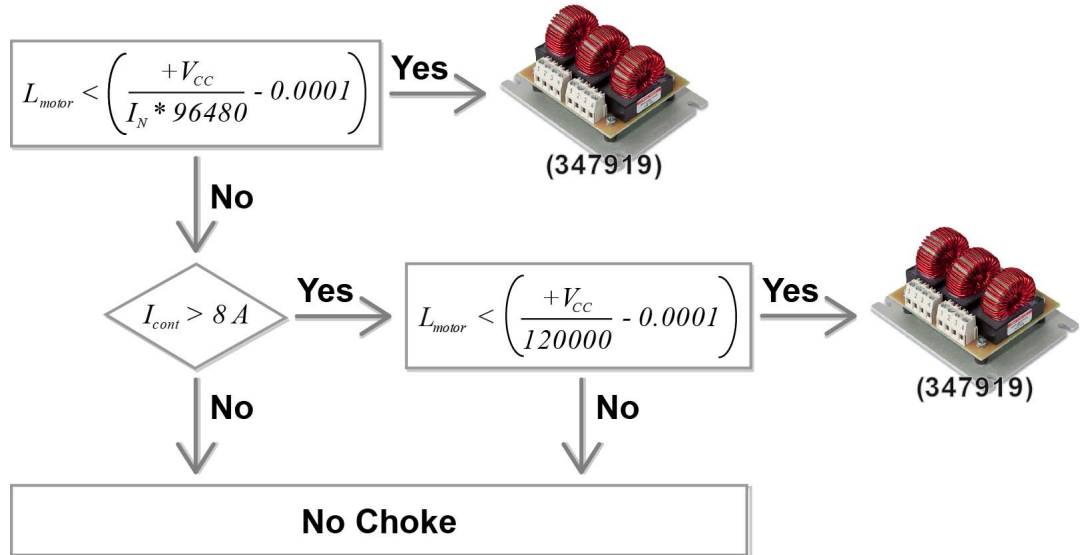 L_motor < ( +V_CC / I_N * 96480 - 0.0001 )
Yes
(347919)
No
I_cont > 8 A
Yes
L_motor < ( +V_CC / 120000 - 0.0001 )
Yes
(347919)
No
No
No Choke